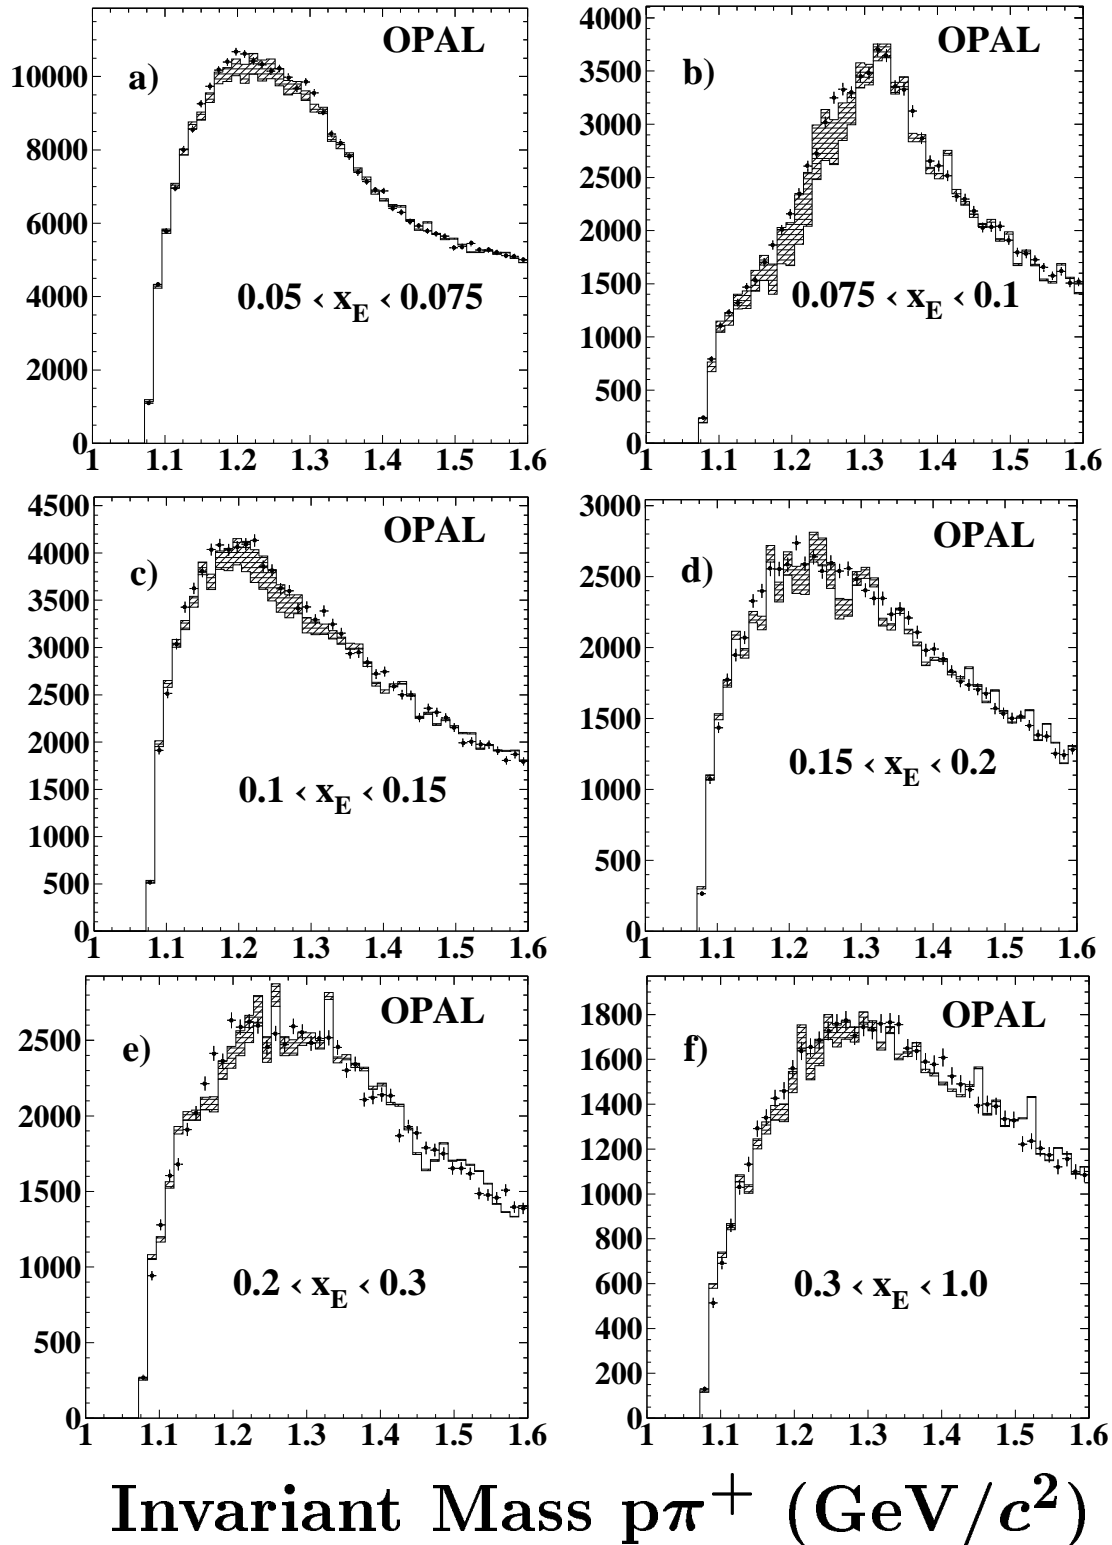 OPAL
a)
10000
8000
6000
4000
2000
0
0.05 < x_E < 0.075
1 1.1 1.2 1.3 1.4 1.5 1.6
OPAL
b)
4000
3500
3000
2500
2000
1500
1000
500
0
0.075 < x_E < 0.1
1 1.1 1.2 1.3 1.4 1.5 1.6
OPAL
c)
4500
4000
3500
3000
2500
2000
1500
1000
500
0
0.1 < x_E < 0.15
1 1.1 1.2 1.3 1.4 1.5 1.6
OPAL
d)
3000
2500
2000
1500
1000
500
0
0.15 < x_E < 0.2
1 1.1 1.2 1.3 1.4 1.5 1.6
OPAL
e)
2500
2000
1500
1000
500
0
0.2 < x_E < 0.3
1 1.1 1.2 1.3 1.4 1.5 1.6
OPAL
f)
1800
1600
1400
1200
1000
800
600
400
200
0
0.3 < x_E < 1.0
1 1.1 1.2 1.3 1.4 1.5 1.6
Invariant Mass pπ⁺ (GeV/c²)